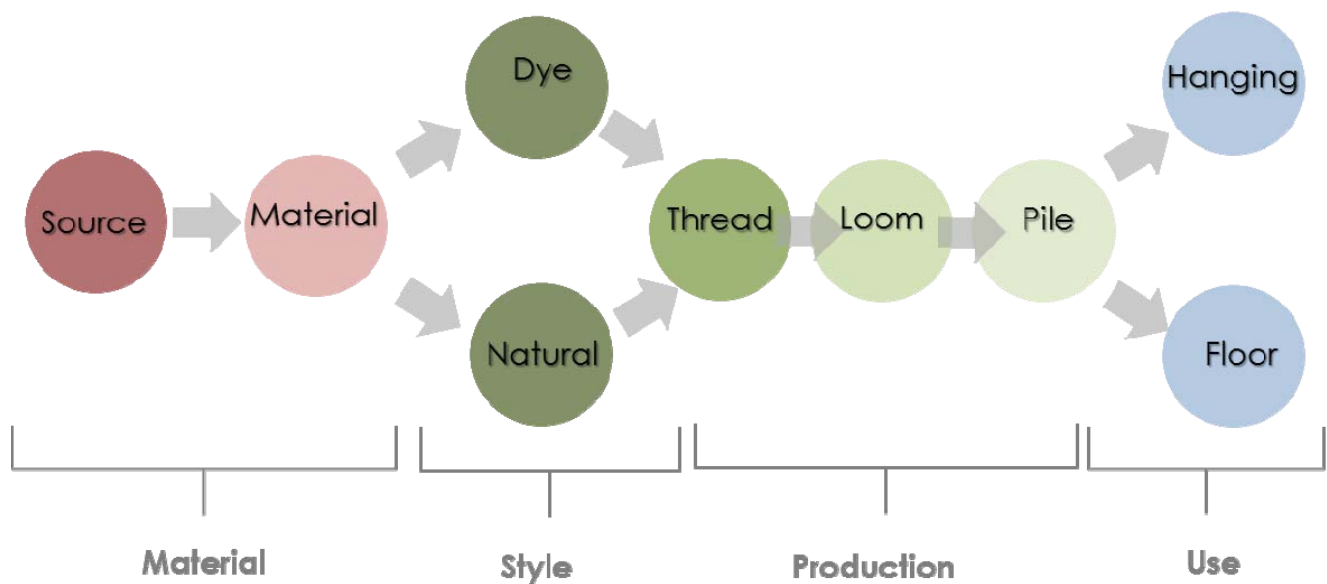 Source
Material
Dye
Natural
Thread
Loom
Pile
Hanging
Floor
Material
Style
Production
Use